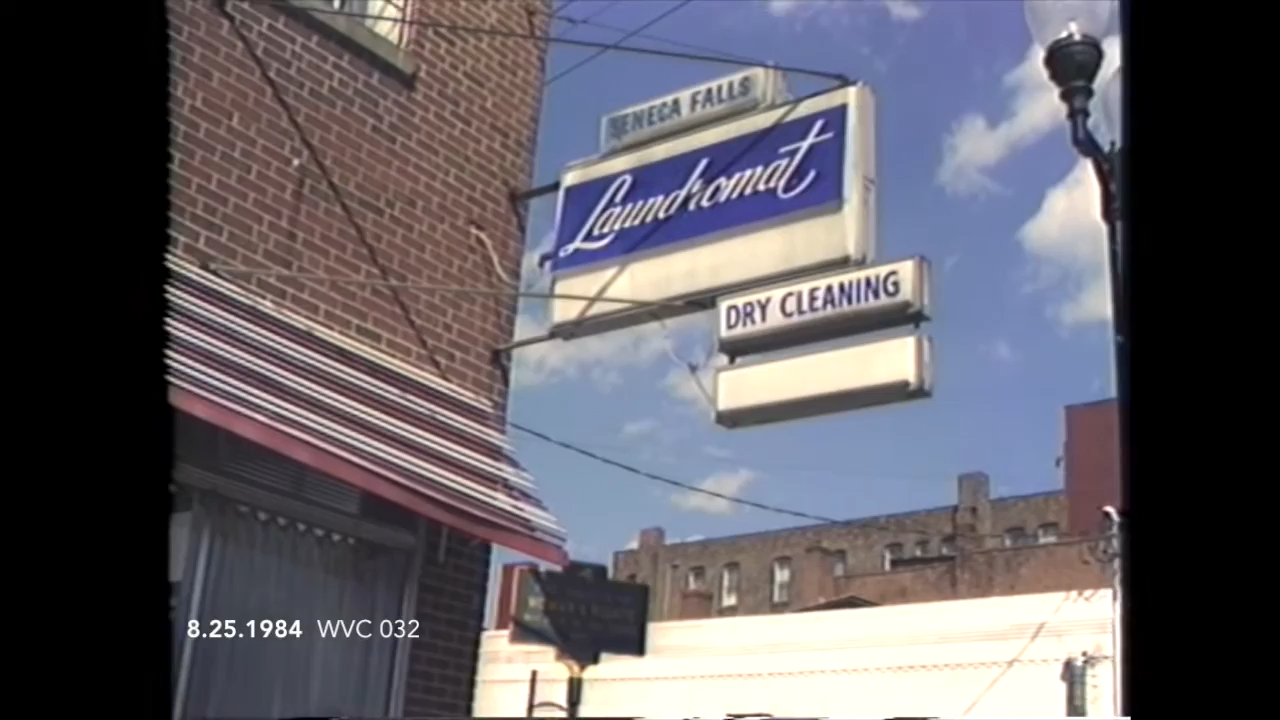 SENECA FALLS
Laundromat
DRY CLEANING
8.25.1984 WVC 032